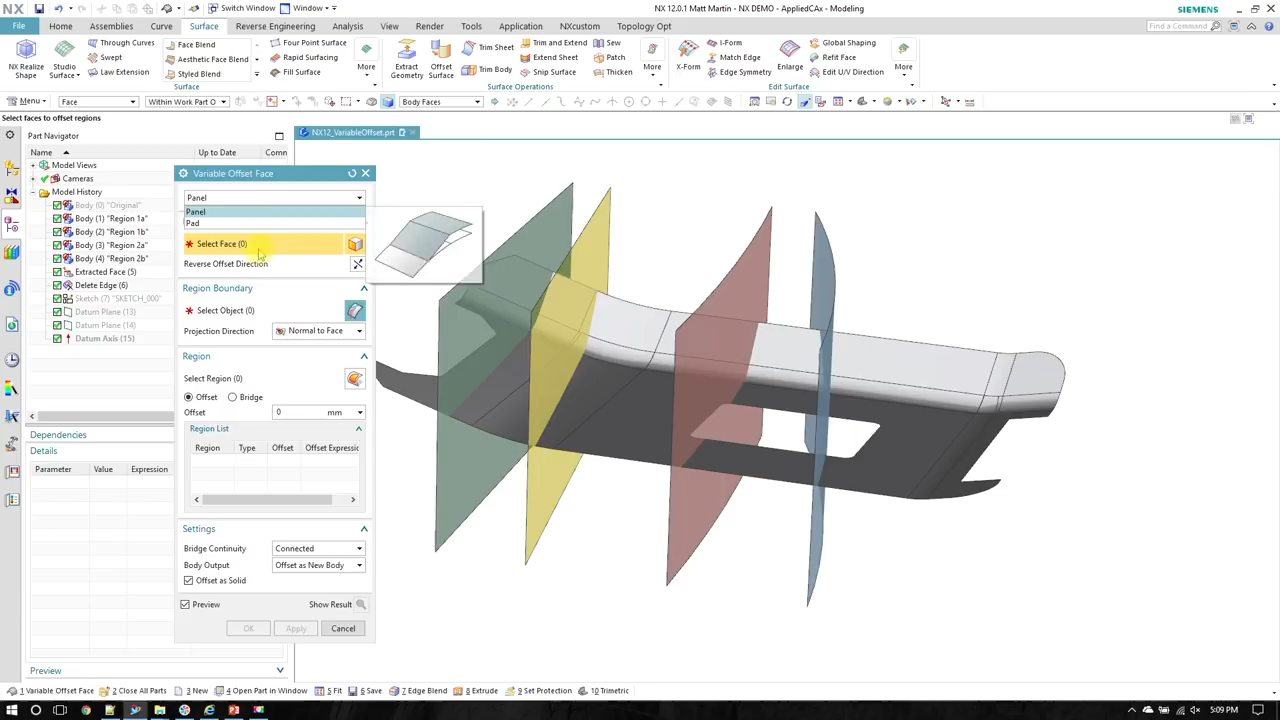 NX
Switch Window
Window
NX 12.0.1 Matt Martin - NX DEMO - AppliedCAx - Modeling
SIEMENS
File
Home
Assemblies
Curve
Surface
Reverse Engineering
Analysis
View
Render
Tools
Application
NXcustom
Topology Opt
Find a Command
NX Realize Shape
Studio Surface
Through Curves
Swept
Law Extension
Face Blend
Aesthetic Face Blend
Styled Blend
Four Point Surface
Rapid Surfacing
Fill Surface
More
Surface
Extract Geometry
Offset Surface
Trim Sheet
Trim Body
Trim and Extend
Extend Sheet
Snip Surface
Sew
Patch
Thicken
More
Surface Operations
X-Form
I-Form
Match Edge
Edge Symmetry
Enlarge
Global Shaping
Refit Face
Edit U/V Direction
More
Edit Surface
Menu
Face
Within Work Part O
Body Faces
Select faces to offset regions
Part Navigator
Name
Up to Date
Comn
Model Views
Cameras
Model History
Body (0) "Original"
Body (1) "Region 1a"
Body (2) "Region 1b"
Body (3) "Region 2a"
Body (4) "Region 2b"
Extracted Face (5)
Delete Edge (6)
Sketch (7) "SKETCH_000"
Datum Plane (13)
Datum Plane (14)
Datum Axis (15)
Dependencies
Details
Parameter
Value
Expression
Preview
NX12_VariableOffset.prt
Variable Offset Face
Panel
Panel
Pad
Select Face (0)
Reverse Offset Direction
Region Boundary
Select Object (0)
Projection Direction
Normal to Face
Region
Select Region (0)
Offset
Bridge
Offset
0
mm
Region List
Region
Type
Offset
Offset Expressic
Settings
Bridge Continuity
Connected
Body Output
Offset as New Body
Offset as Solid
Preview
Show Result
OK
Apply
Cancel
1 Variable Offset Face
2 Close All Parts
3 New
4 Open Part in Window
5 Fit
6 Save
7 Edge Blend
8 Extrude
9 Set Protection
10 Trimetric
5:09 PM